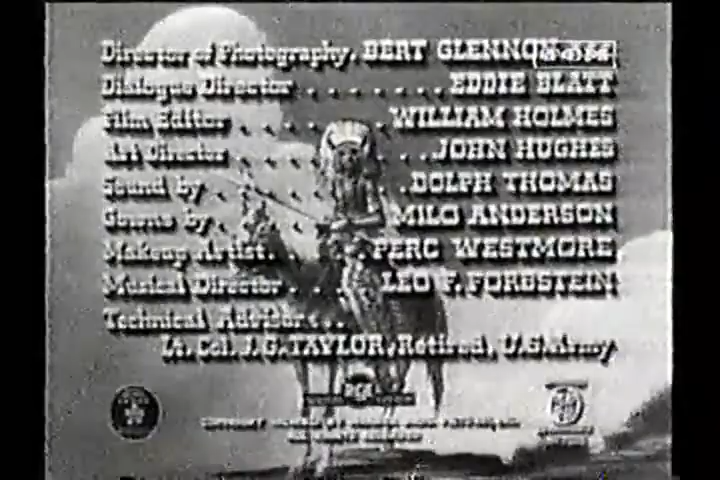 Director of Photography. BERT GLENNON
Dialogue Director . . . . . . . EDDIE BLATT
Film Editor . . . . . WILLIAM HOLMES
Art Director . . . . . . . JOHN HUGHES
Sound by . . . . . . DOLPH THOMAS
Gowns by . . . . . MILO ANDERSON
Makeup Artist. . . . PERC WESTMORE
Musical Director . . . LEO F. FORBSTEIN
Technical Advisor . . .
Lt. Col. J. G. TAYLOR, Retired, U.S. Army
RCA